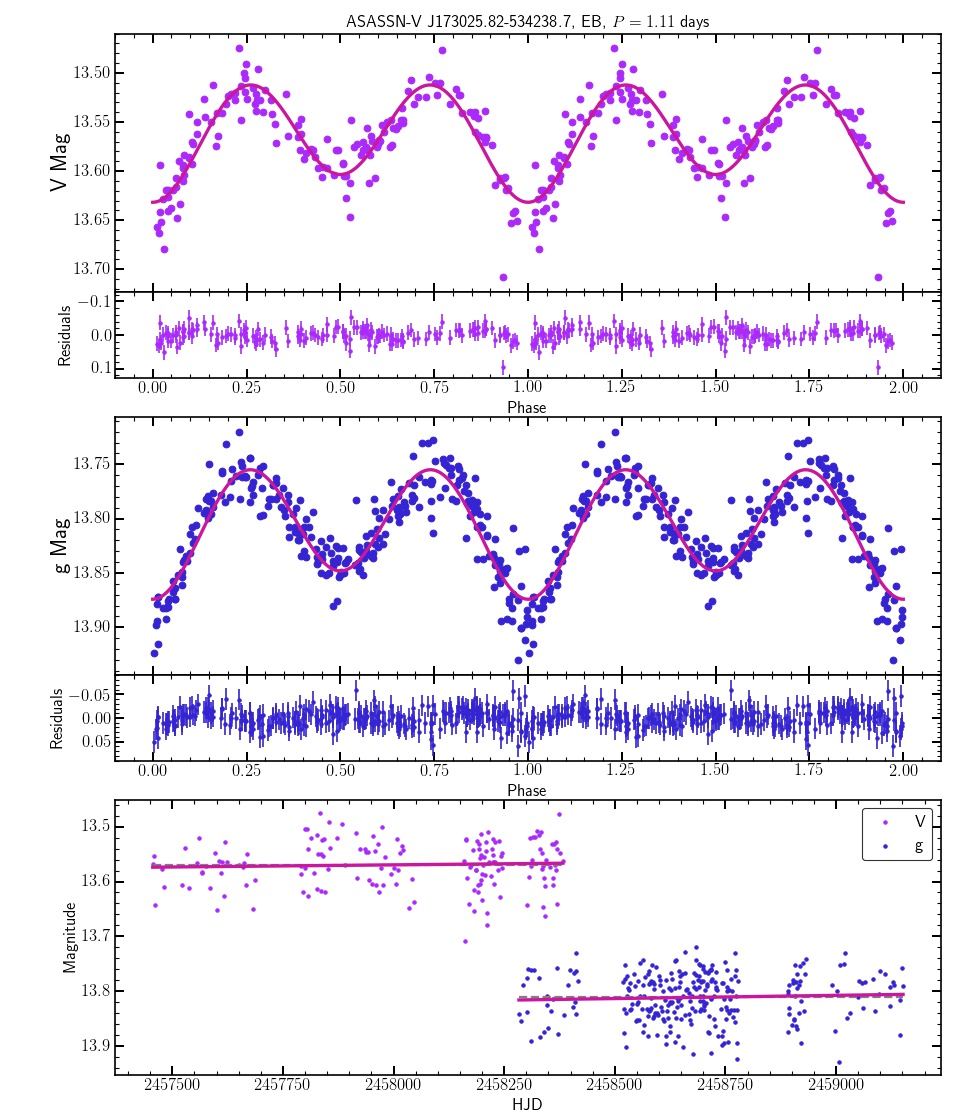 ASASSN-V J173025.82-534238.7, EB, P = 1.11 days
V Mag
13.50
13.55
13.60
13.65
13.70
Residuals
−0.1
0.0
0.1
0.00 0.25 0.50 0.75 1.00 1.25 1.50 1.75 2.00
Phase
g Mag
13.75
13.80
13.85
13.90
Residuals
−0.05
0.00
0.05
0.00 0.25 0.50 0.75 1.00 1.25 1.50 1.75 2.00
Phase
V
g
Magnitude
13.5
13.6
13.7
13.8
13.9
2457500 2457750 2458000 2458250 2458500 2458750 2459000
HJD